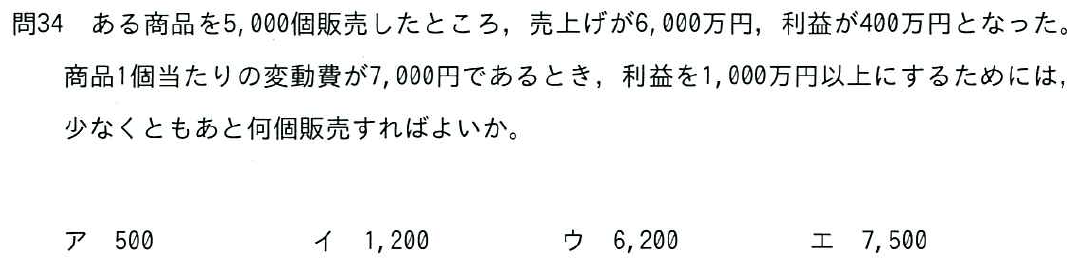 問34 ある商品を5,000個販売したところ，売上げが6,000万円，利益が400万円となった。
商品1個当たりの変動費が7,000円であるとき，利益を1,000万円以上にするためには，
少なくともあと何個販売すればよいか。
ア 500 イ 1,200 ウ 6,200 エ 7,500